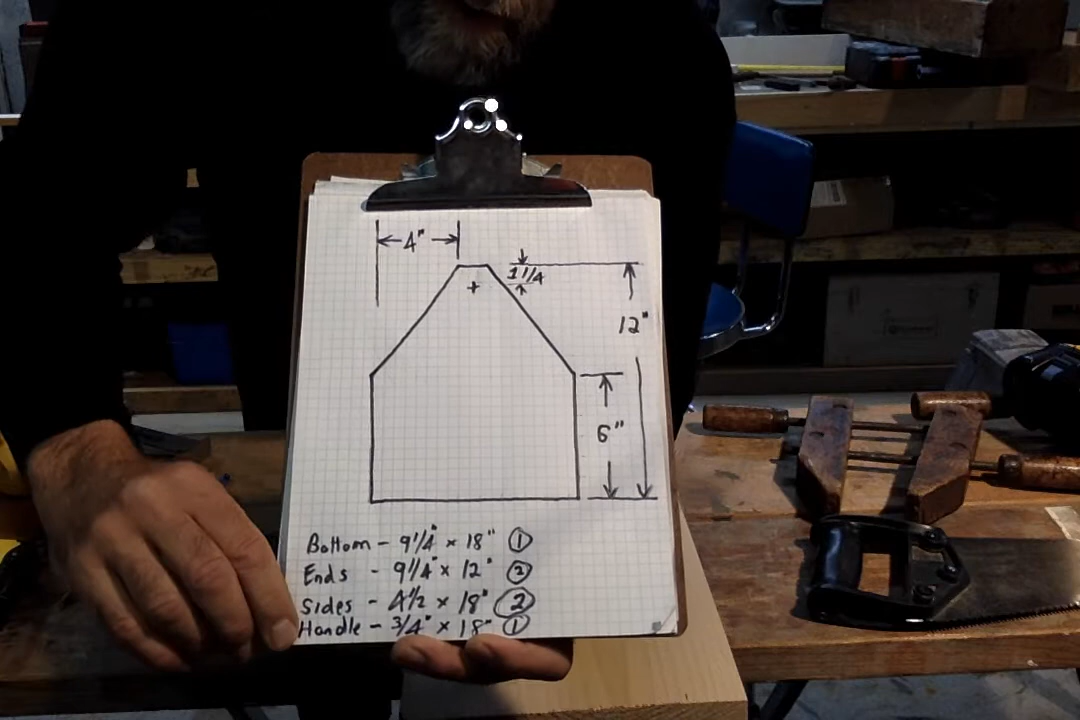 4"
1 1/4
12"
6"
Bottom - 9 1/4" × 18" ①
Ends - 9 1/4" × 12" ②
Sides - 4 1/2 × 18" ②
Handle - 3/4" × 18" ①